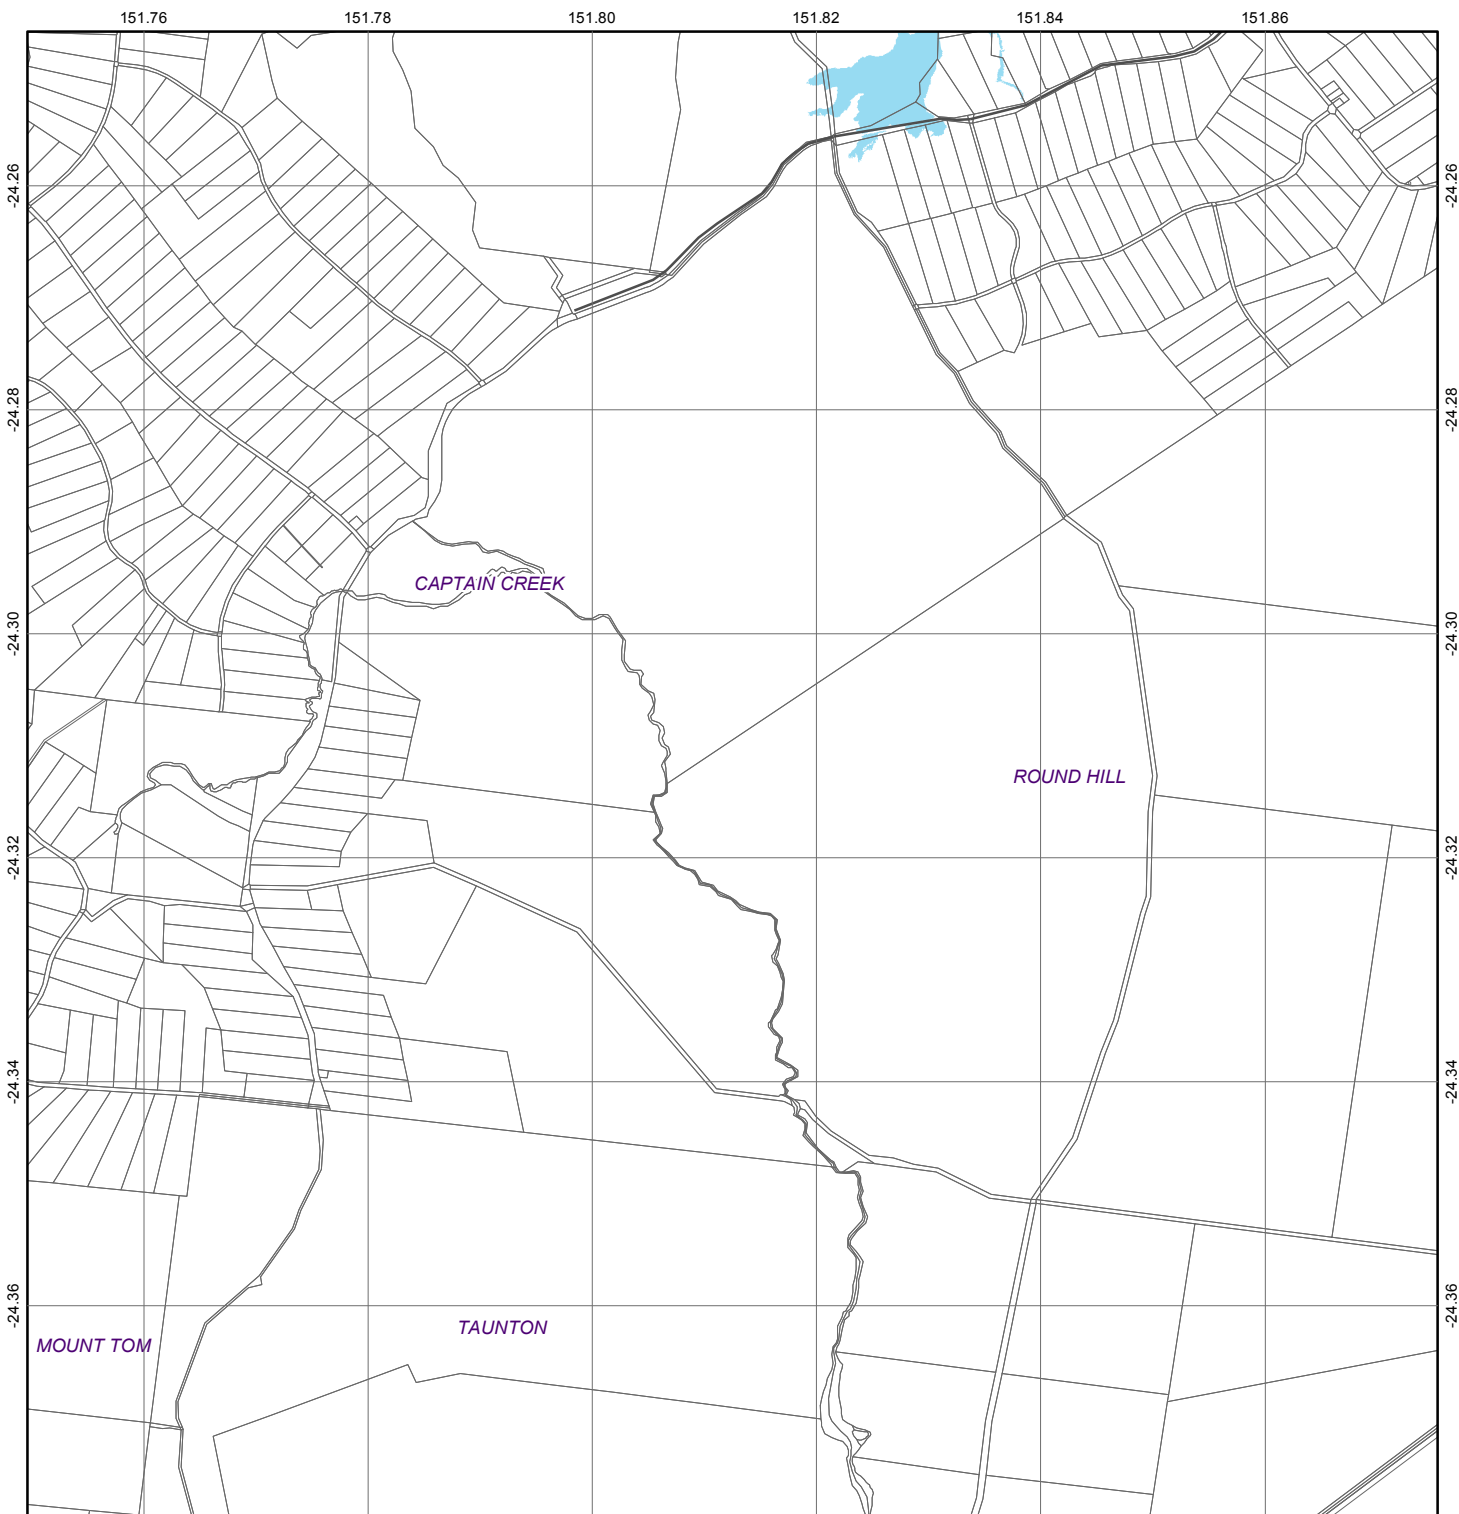 151.76 151.78 151.80 151.82 151.84 151.86
-24.26 -24.26
-24.28 -24.28
CAPTAIN CREEK
-24.30 -24.30
ROUND HILL
-24.32 -24.32
-24.34 -24.34
-24.36 -24.36
TAUNTON
MOUNT TOM